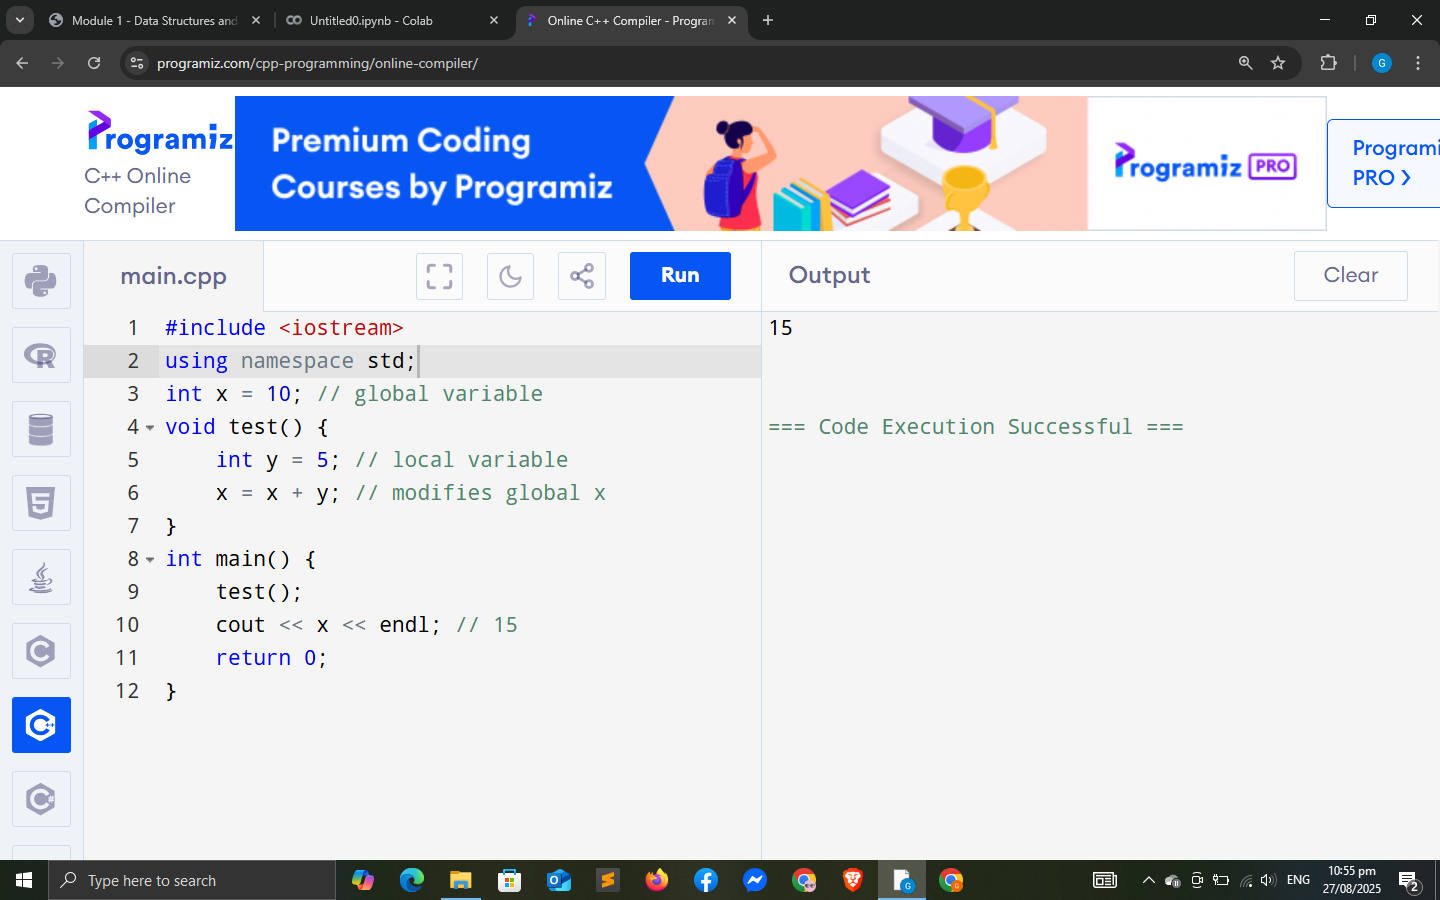 Module 1 - Data Structures and
Untitled0.ipynb - Colab
Online C++ Compiler - Program
programiz.com/cpp-programming/online-compiler/
G
Programiz
C++ Online
Compiler
Premium Coding
Courses by Programiz
Programiz PRO
Programi
PRO ❯
main.cpp
Run
Output
Clear
1 #include <iostream>
2 using namespace std;
3 int x = 10; // global variable
4 void test() {
5     int y = 5; // local variable
6     x = x + y; // modifies global x
7 }
8 int main() {
9     test();
10     cout << x << endl; // 15
11     return 0;
12 }
15
=== Code Execution Successful ===
Type here to search
ENG
10:55 pm
27/08/2025
2